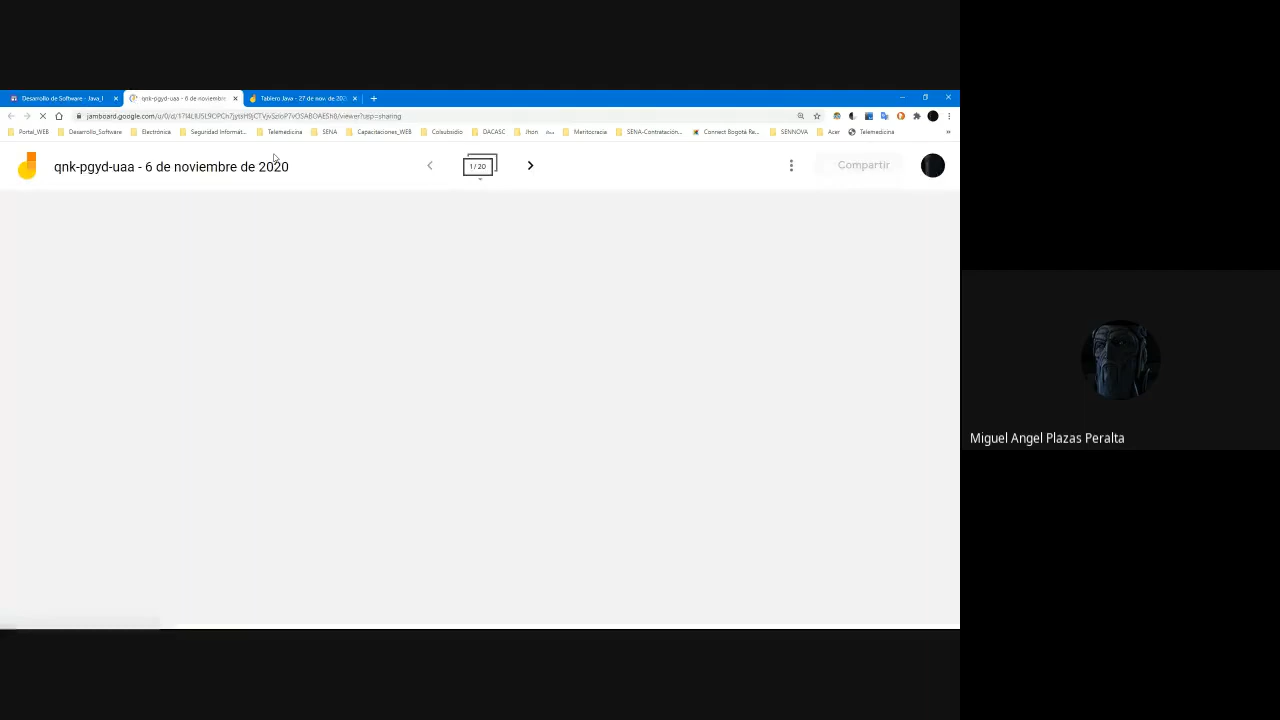 Desarrollo de Software - Java_I
qnk-pgyd-uaa - 6 de noviembre
Tablero Java - 27 de nov. de 202
Portal_WEB
Desarrollo_Software
Electrónica
Seguridad Informat...
Telemedicina
SENA
Capacitaciones_WEB
Colsubsidio
DACASC
Jhon
Meritocracia
SENA-Contratación...
Connect Bogotá Re...
SENNOVA
Acer
Telemedicina
qnk-pgyd-uaa - 6 de noviembre de 2020
1 / 20
Compartir
Miguel Angel Plazas Peralta